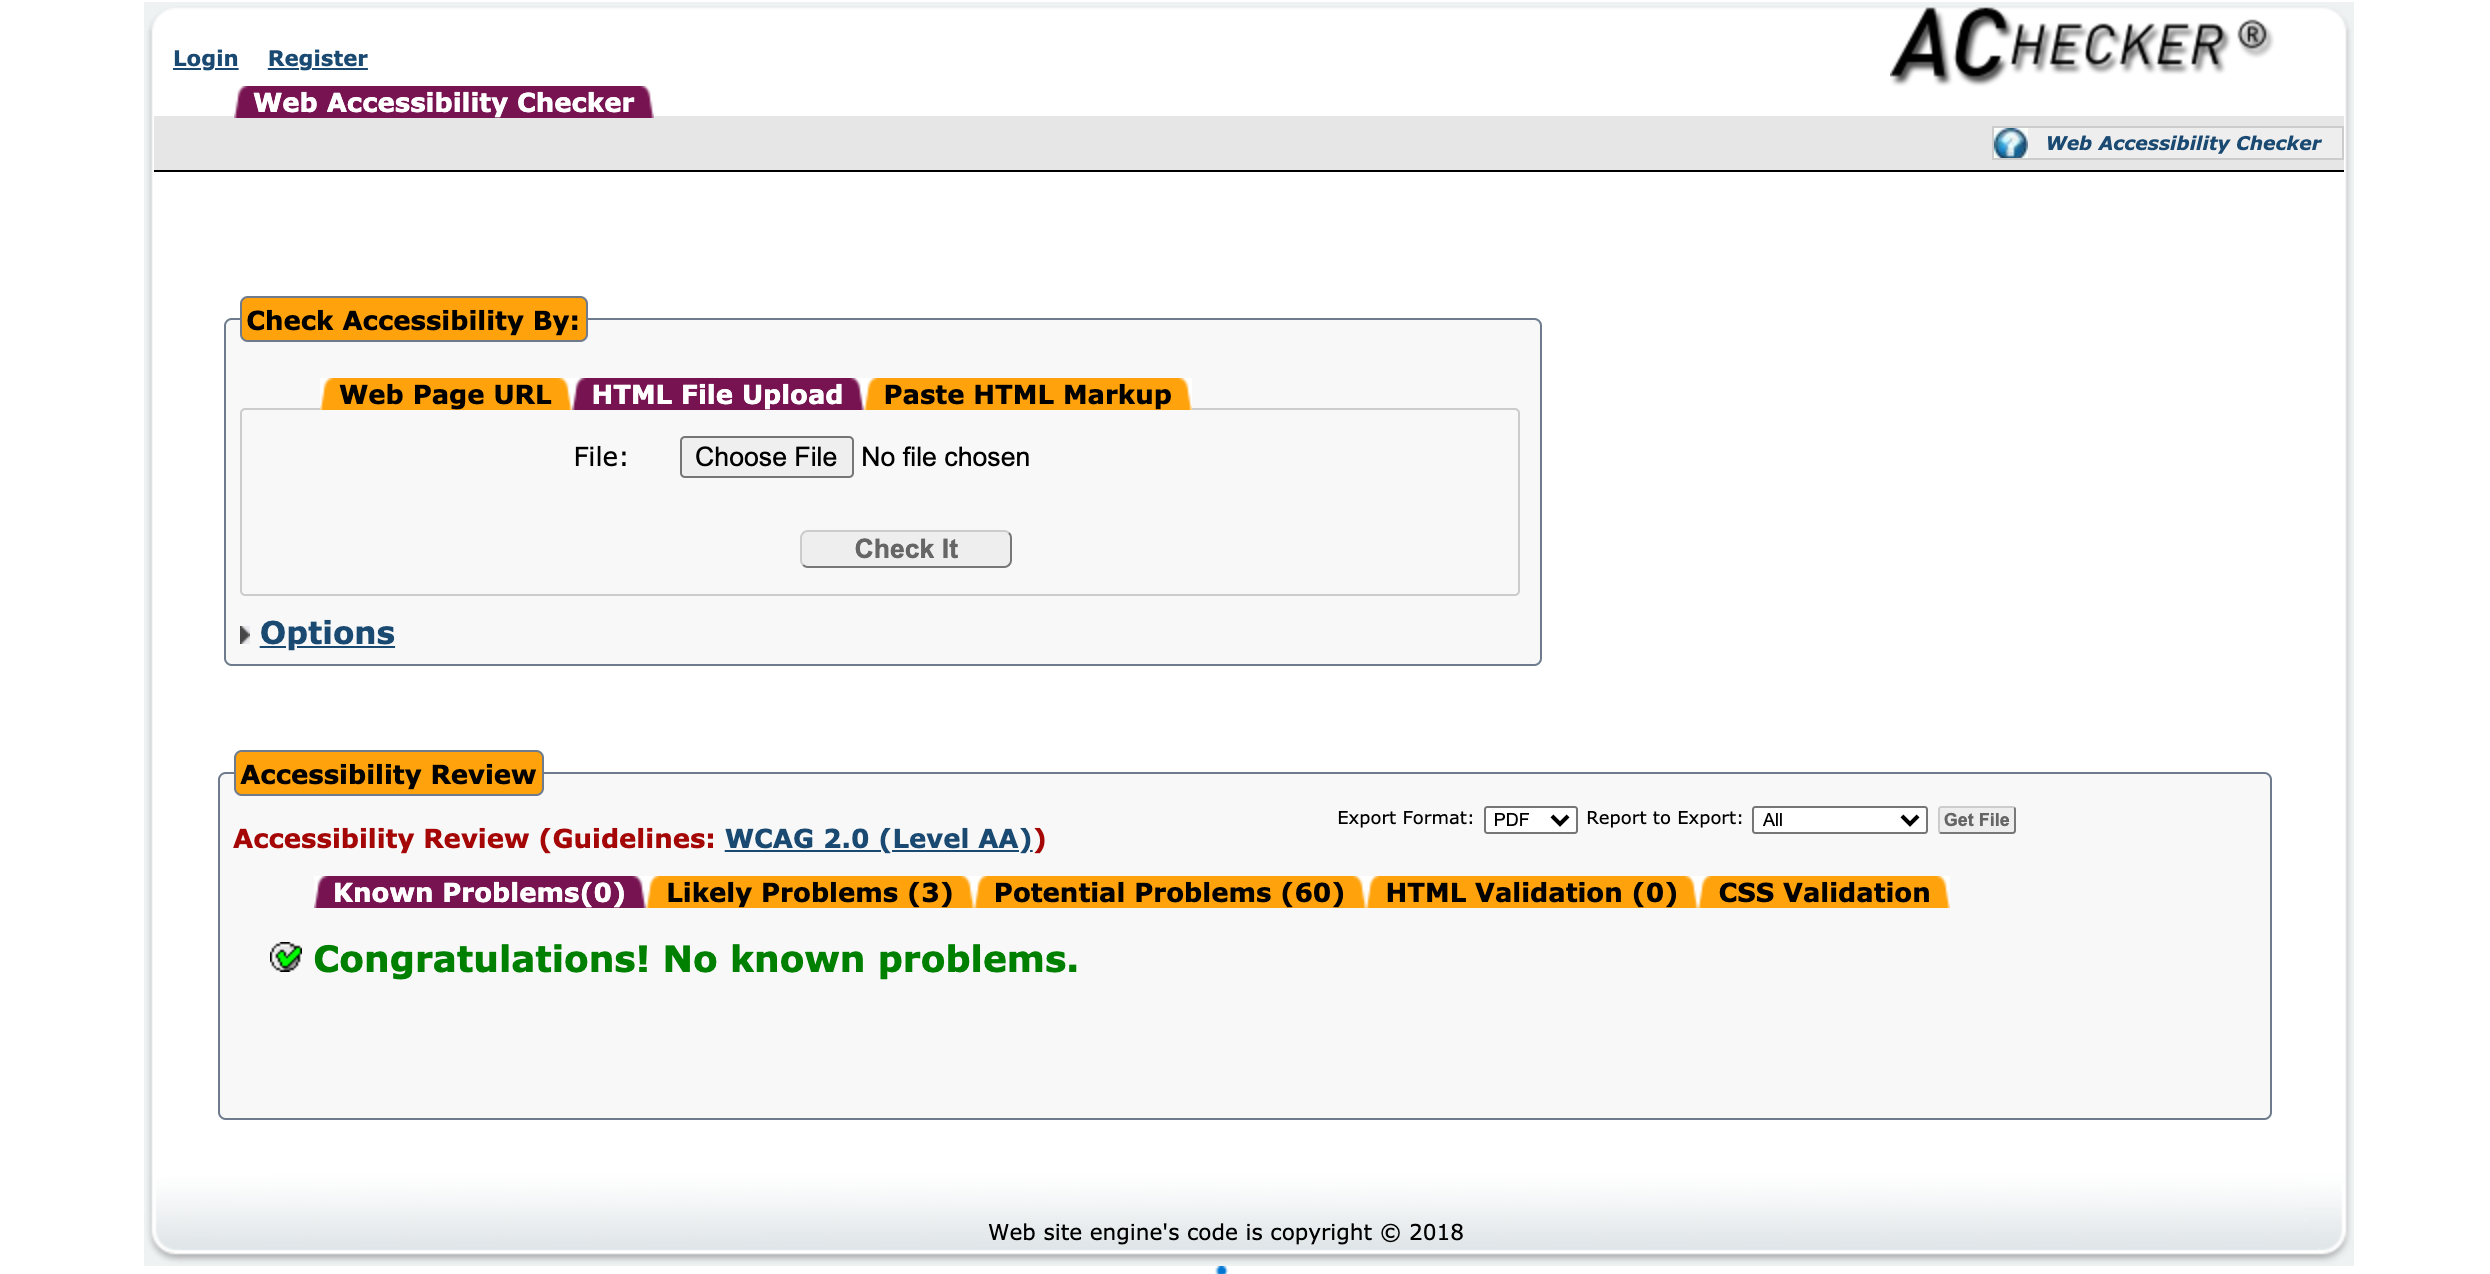 Login Register
ACHECKER ®
Web Accessibility Checker
Web Accessibility Checker
Check Accessibility By:
Web Page URL HTML File Upload Paste HTML Markup
File: Choose File No file chosen
Check It
Options
Accessibility Review
Export Format: PDF Report to Export: All Get File
Accessibility Review (Guidelines: WCAG 2.0 (Level AA))
Known Problems(0) Likely Problems (3) Potential Problems (60) HTML Validation (0) CSS Validation
Congratulations! No known problems.
Web site engine's code is copyright © 2018